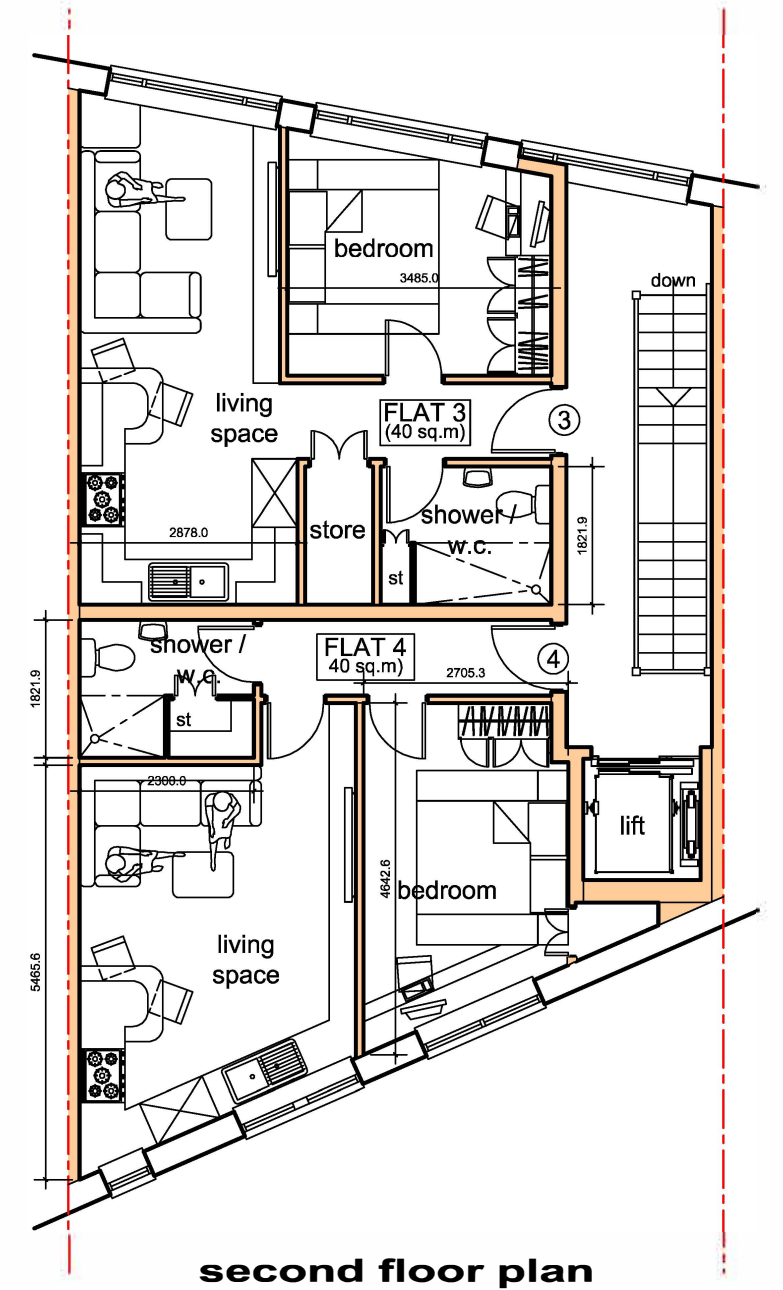 bedroom
3485.0
down
living
space
FLAT 3
(40 sq.m)
3
2878.0
store
shower /
w.c.
1821.9
st
shower /
w.c.
FLAT 4
40 sq.m)
4
2705.3
1821.9
st
2300.0
lift
4642.6
bedroom
living
space
5465.6
second floor plan